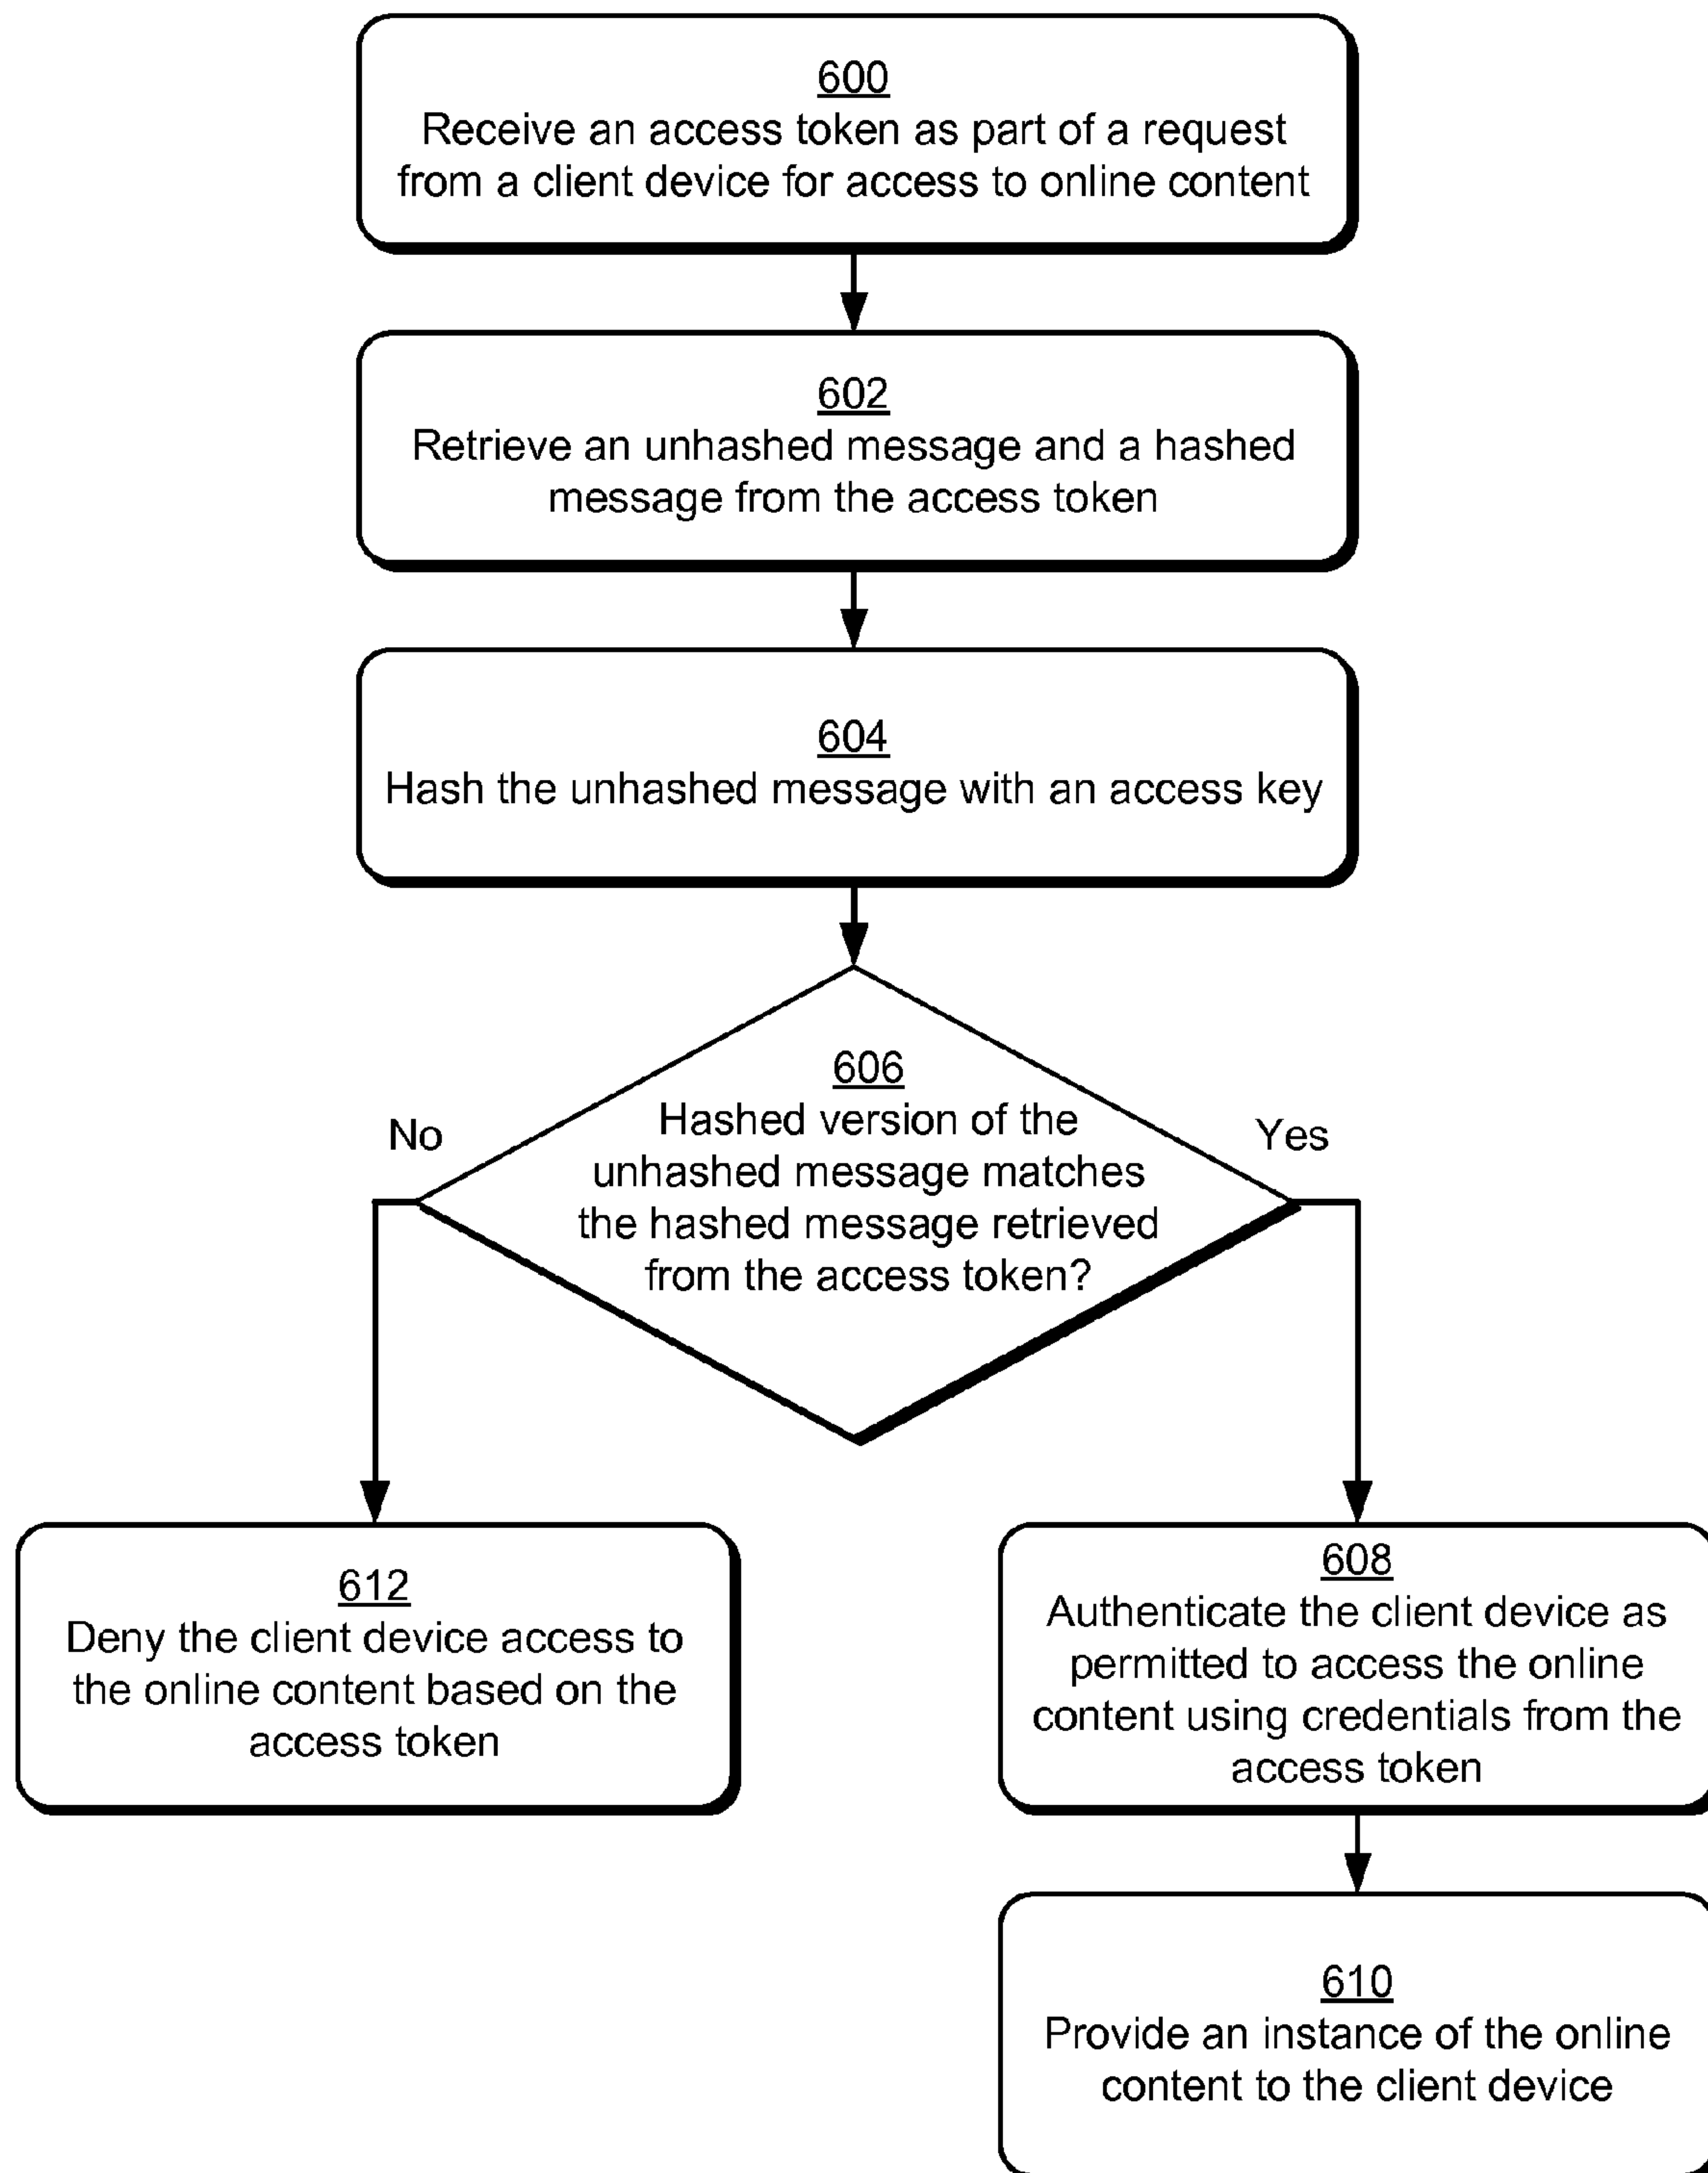 600
Receive an access token as part of a request
from a client device for access to online content
602
Retrieve an unhashed message and a hashed
message from the access token
604
Hash the unhashed message with an access key
606
Hashed version of the
unhashed message matches
the hashed message retrieved
from the access token?
No
Yes
612
Deny the client device access to
the online content based on the
access token
608
Authenticate the client device as
permitted to access the online
content using credentials from the
access token
610
Provide an instance of the online
content to the client device